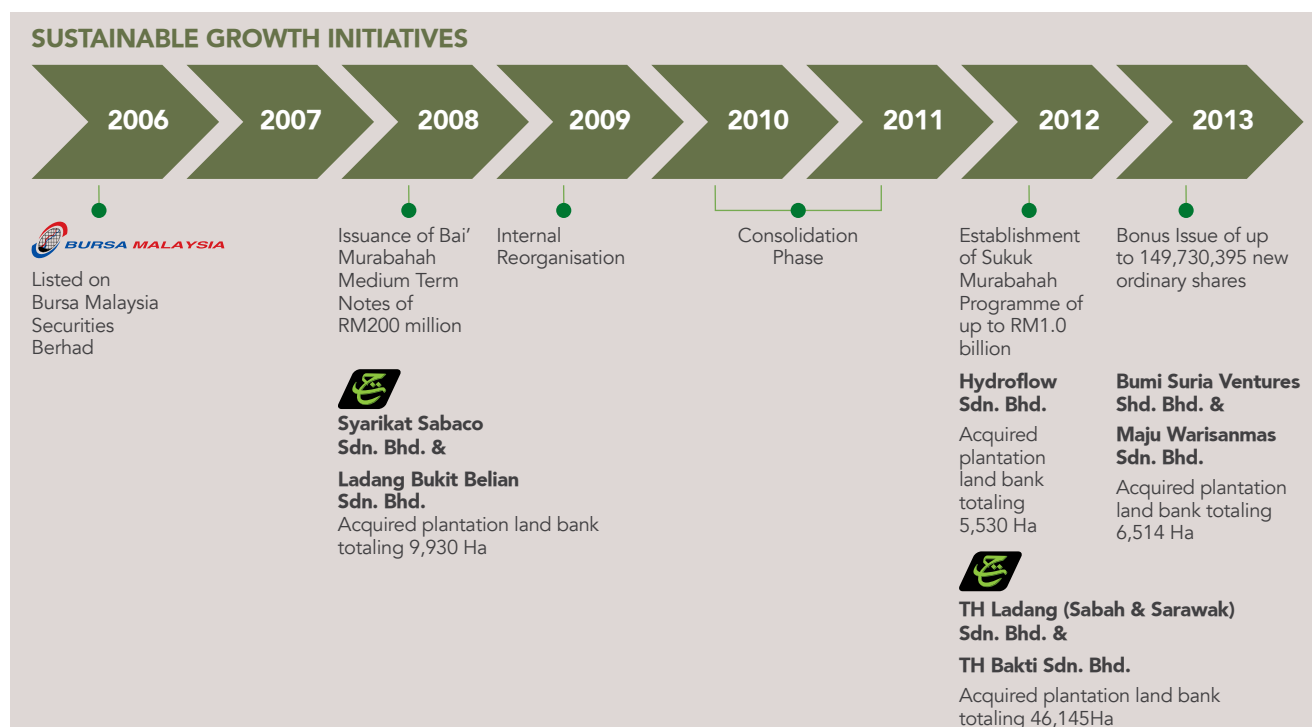 SUSTAINABLE GROWTH INITIATIVES
2006
2007
2008
2009
2010
2011
2012
2013
BURSA MALAYSIA
Listed on
Bursa Malaysia
Securities
Berhad
Issuance of Bai’
Murabahah
Medium Term
Notes of
RM200 million
Syarikat Sabaco
Sdn. Bhd. &
Ladang Bukit Belian
Sdn. Bhd.
Acquired plantation land bank
totaling 9,930 Ha
Internal
Reorganisation
Consolidation
Phase
Establishment
of Sukuk
Murabahah
Programme of
up to RM1.0
billion
Hydroflow
Sdn. Bhd.
Acquired
plantation
land bank
totaling
5,530 Ha
TH Ladang (Sabah & Sarawak)
Sdn. Bhd. &
TH Bakti Sdn. Bhd.
Acquired plantation land bank
totaling 46,145Ha
Bonus Issue of up
to 149,730,395 new
ordinary shares
Bumi Suria Ventures
Shd. Bhd. &
Maju Warisanmas
Sdn. Bhd.
Acquired plantation
land bank totaling
6,514 Ha